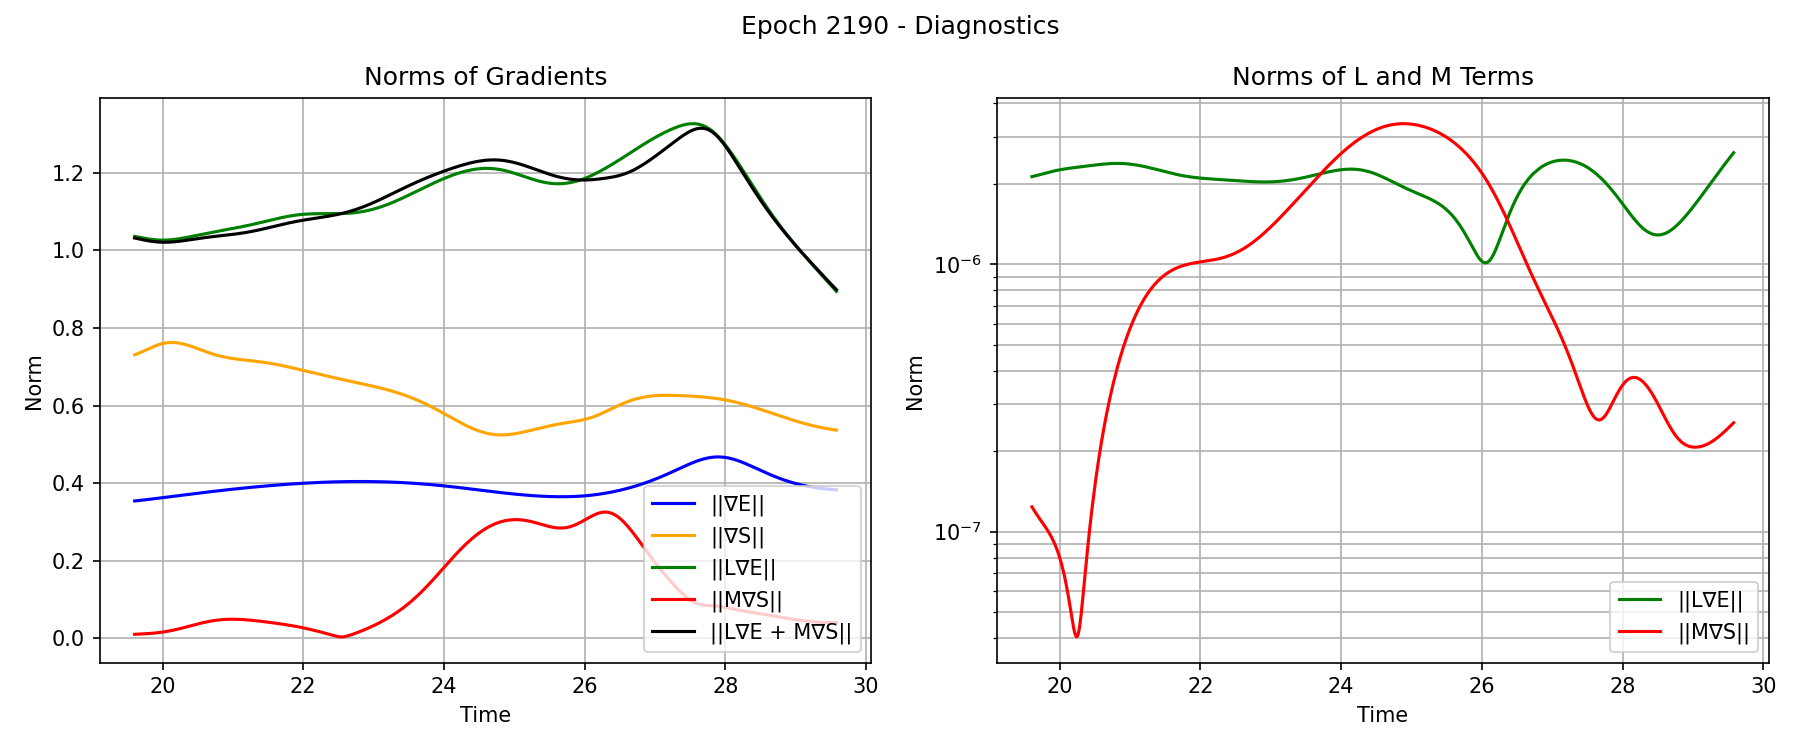 Epoch 2190 - Diagnostics
Norms of Gradients
Norm
1.2
1.0
0.8
0.6
0.4
0.2
0.0
20
22
24
26
28
30
Time
||∇E||
||∇S||
||L∇E||
||M∇S||
||L∇E + M∇S||
Norms of L and M Terms
Norm
10⁻⁶
10⁻⁷
20
22
24
26
28
30
Time
||L∇E||
||M∇S||